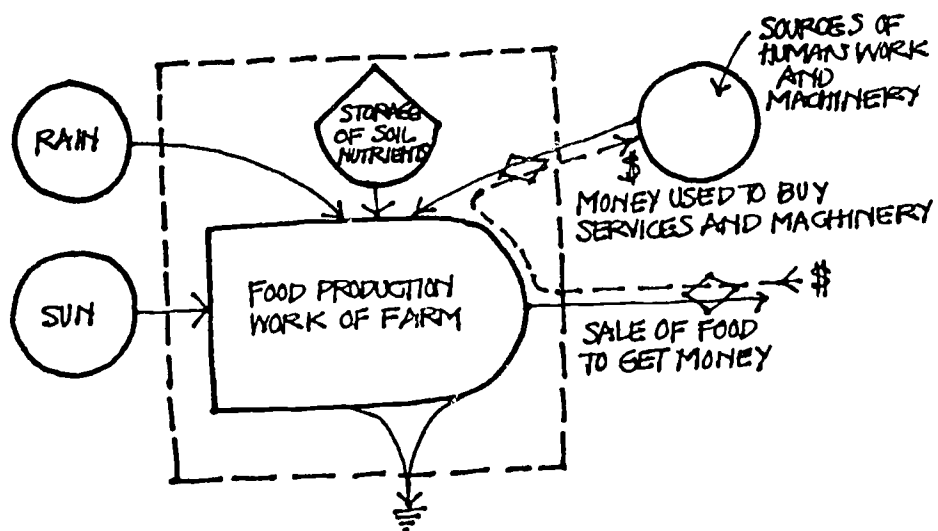 SOURCES OF
HUMAN WORK
AND
MACHINERY
RAIN
STORAGE
OF SOIL
NUTRIENTS
$
MONEY USED TO BUY
SERVICES AND MACHINERY
SUN
FOOD PRODUCTION
WORK OF FARM
$
SALE OF FOOD
TO GET MONEY